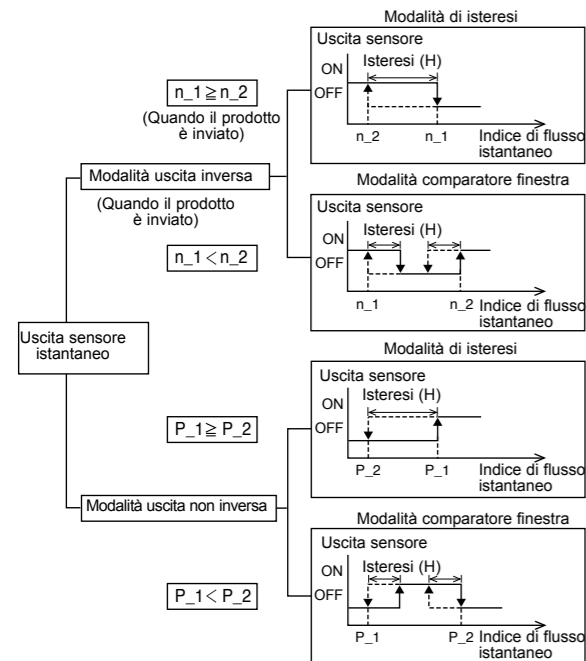 Modalità di isteresi
Uscita sensore
Isteresi (H)
ON
OFF
n_2
n_1
Indice di flusso
istantaneo
n_1≧n_2
(Quando il prodotto
è inviato)
Modalità uscita inversa
(Quando il prodotto
è inviato)
Modalità comparatore finestra
Uscita sensore
Isteresi (H)
ON
OFF
n_1
n_2
Indice di flusso
istantaneo
n_1<n_2
Uscita sensore
istantaneo
Modalità di isteresi
Uscita sensore
Isteresi (H)
ON
OFF
P_2
P_1
Indice di flusso
istantaneo
P_1≧P_2
Modalità uscita non inversa
Modalità comparatore finestra
Uscita sensore
Isteresi (H)
ON
OFF
P_1
P_2
Indice di flusso
istantaneo
P_1<P_2